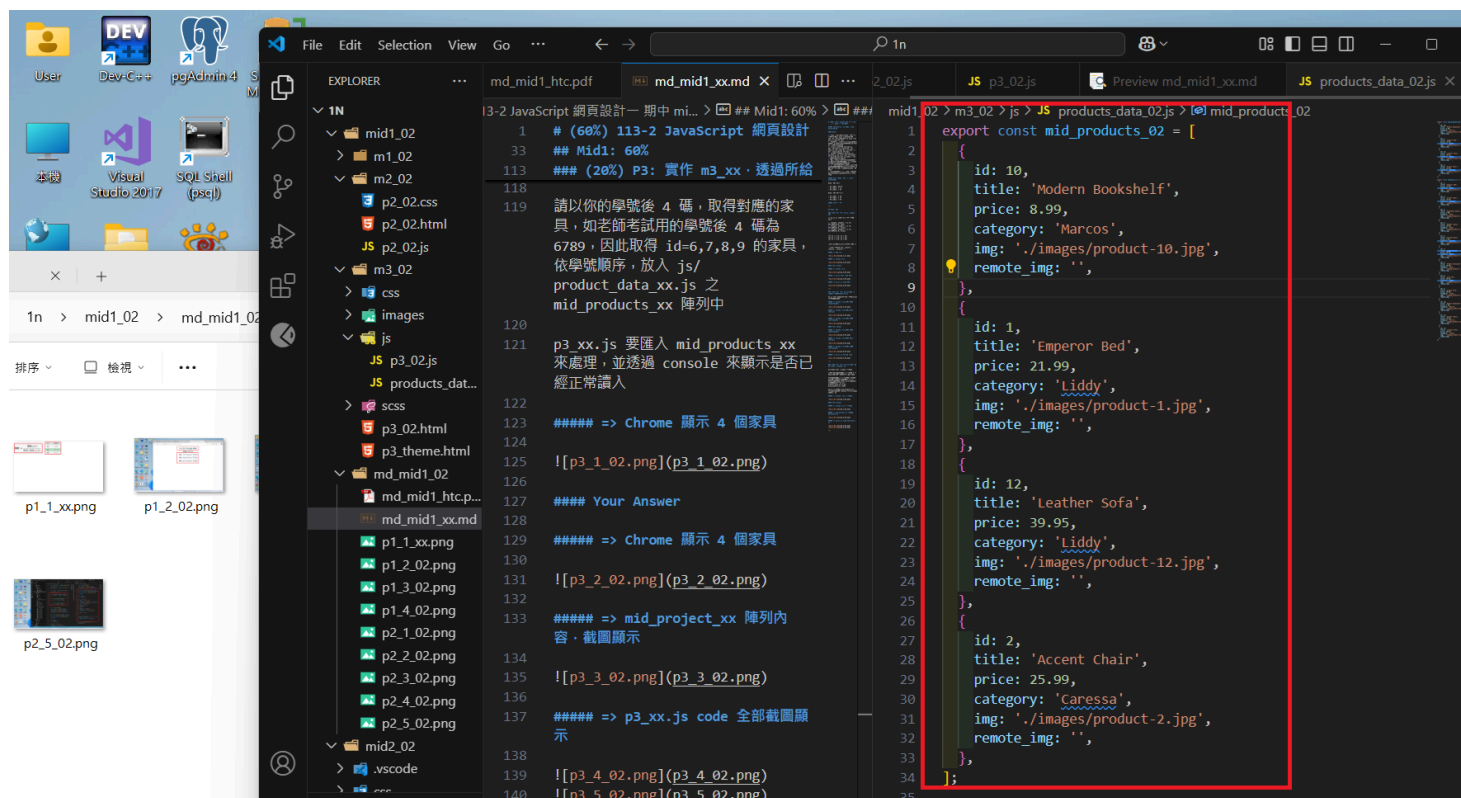 User
Dev-C++
pgAdmin 4
本機
Visual Studio 2017
SQL Shell (psql)
1n > mid1_02 > md_mid1_02
排序
檢視
p1_1_xx.png
p1_2_02.png
p2_5_02.png
File Edit Selection View Go
1n
EXPLORER
1N
mid1_02
m1_02
m2_02
p2_02.css
p2_02.html
p2_02.js
m3_02
css
images
js
p3_02.js
products_dat...
scss
p3_02.html
p3_theme.html
md_mid1_02
md_mid1_htc.p...
md_mid1_xx.md
p1_1_xx.png
p1_2_02.png
p1_3_02.png
p1_4_02.png
p2_1_02.png
p2_2_02.png
p2_3_02.png
p2_4_02.png
p2_5_02.png
mid2_02
.vscode
md_mid1_htc.pdf
md_mid1_xx.md
13-2 JavaScript 網頁設計一 期中 mi... > ## Mid1: 60% > ###
1 # (60%) 113-2 JavaScript 網頁設計
33 ## Mid1: 60%
113 ### (20%) P3: 實作 m3_xx，透過所給
118
119 請以你的學號後 4 碼，取得對應的家
具，如老師考試用的學號後 4 碼為
6789，因此取得 id=6,7,8,9 的家具，
依學號順序，放入 js/
product_data_xx.js 之
mid_products_xx 陣列中
120
121 p3_xx.js 要匯入 mid_products_xx
來處理，並透過 console 來顯示是否已
經正常讀入
122
123 ##### => Chrome 顯示 4 個家具
124
125 ![p3_1_02.png](p3_1_02.png)
126
127 #### Your Answer
128
129 ##### => Chrome 顯示 4 個家具
130
131 ![p3_2_02.png](p3_2_02.png)
132
133 ##### => mid_project_xx 陣列內
容，截圖顯示
134
135 ![p3_3_02.png](p3_3_02.png)
136
137 ##### => p3_xx.js code 全部截圖顯
示
138
139 ![p3_4_02.png](p3_4_02.png)
140 ![p3_5_02.png](p3_5_02.png)
2_02.js
p3_02.js
Preview md_mid1_xx.md
products_data_02.js
mid1_02 > m3_02 > js > products_data_02.js > mid_products_02
1 export const mid_products_02 = [
2 {
3 id: 10,
4 title: 'Modern Bookshelf',
5 price: 8.99,
6 category: 'Marcos',
7 img: './images/product-10.jpg',
8 remote_img: '',
9 },
10 {
11 id: 1,
12 title: 'Emperor Bed',
13 price: 21.99,
14 category: 'Liddy',
15 img: './images/product-1.jpg',
16 remote_img: '',
17 },
18 {
19 id: 12,
20 title: 'Leather Sofa',
21 price: 39.95,
22 category: 'Liddy',
23 img: './images/product-12.jpg',
24 remote_img: '',
25 },
26 {
27 id: 2,
28 title: 'Accent Chair',
29 price: 25.99,
30 category: 'Caressa',
31 img: './images/product-2.jpg',
32 remote_img: '',
33 },
34 ];
35